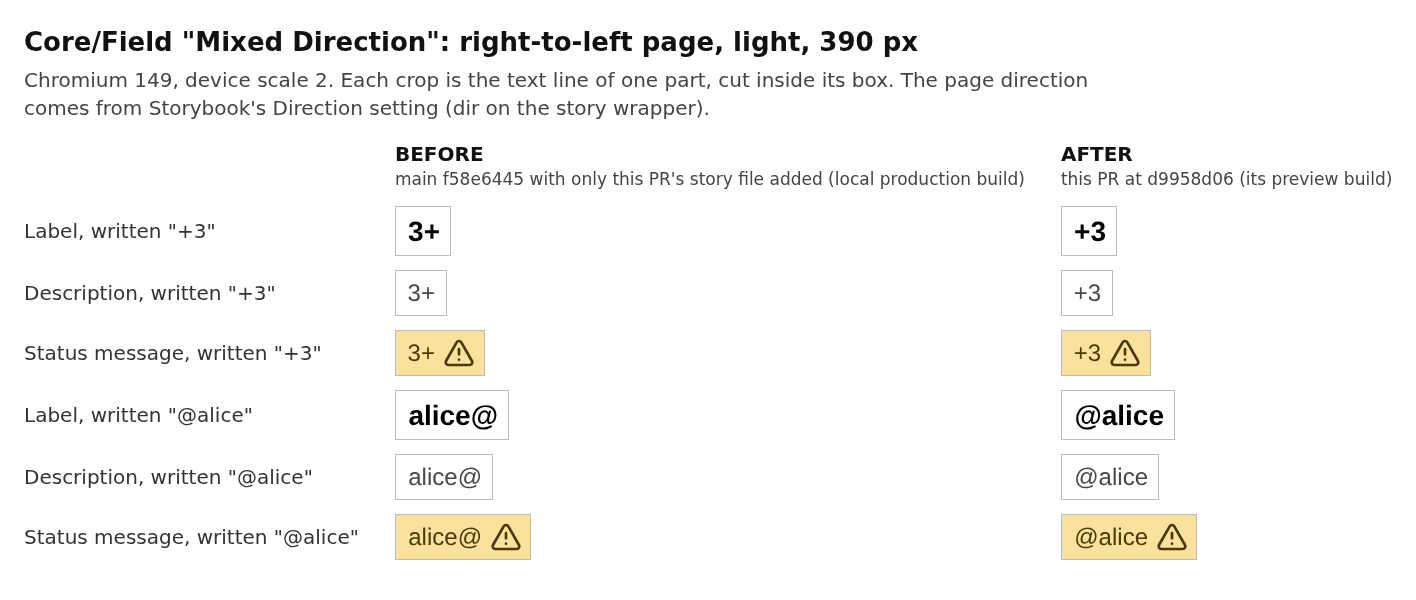 Core/Field "Mixed Direction": right-to-left page, light, 390 px
Chromium 149, device scale 2. Each crop is the text line of one part, cut inside its box. The page direction
comes from Storybook's Direction setting (dir on the story wrapper).
BEFORE
main f58e6445 with only this PR's story file added (local production build)
AFTER
this PR at d9958d06 (its preview build)
Label, written "+3"
3+
+3
Description, written "+3"
3+
+3
Status message, written "+3"
3+
+3
Label, written "@alice"
alice@
@alice
Description, written "@alice"
alice@
@alice
Status message, written "@alice"
alice@
@alice